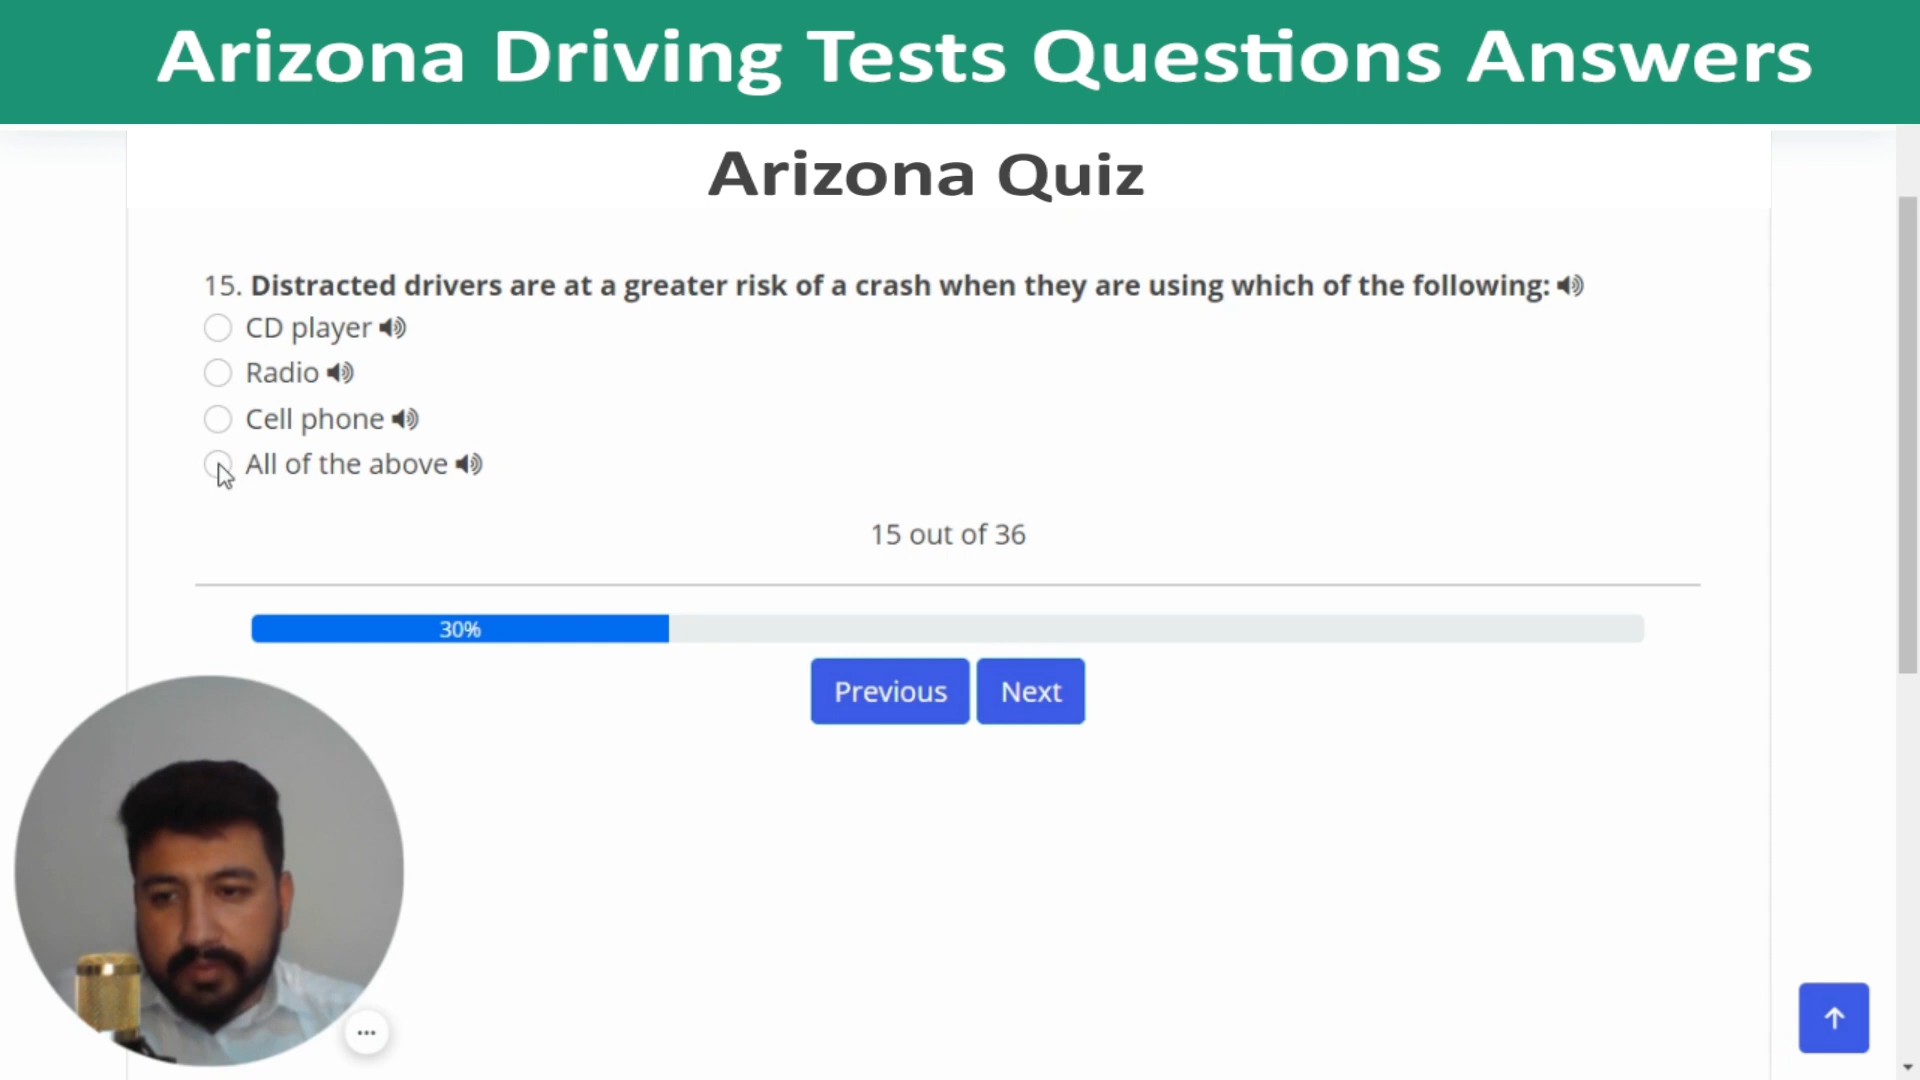 Arizona Driving Tests Questions Answers
Arizona Quiz
15. Distracted drivers are at a greater risk of a crash when they are using which of the following:
CD player
Radio
Cell phone
All of the above
15 out of 36
30%
Previous
Next